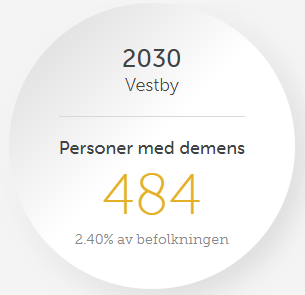 2030
Vestby
Personer med demens
484
2.40% av befolkningen